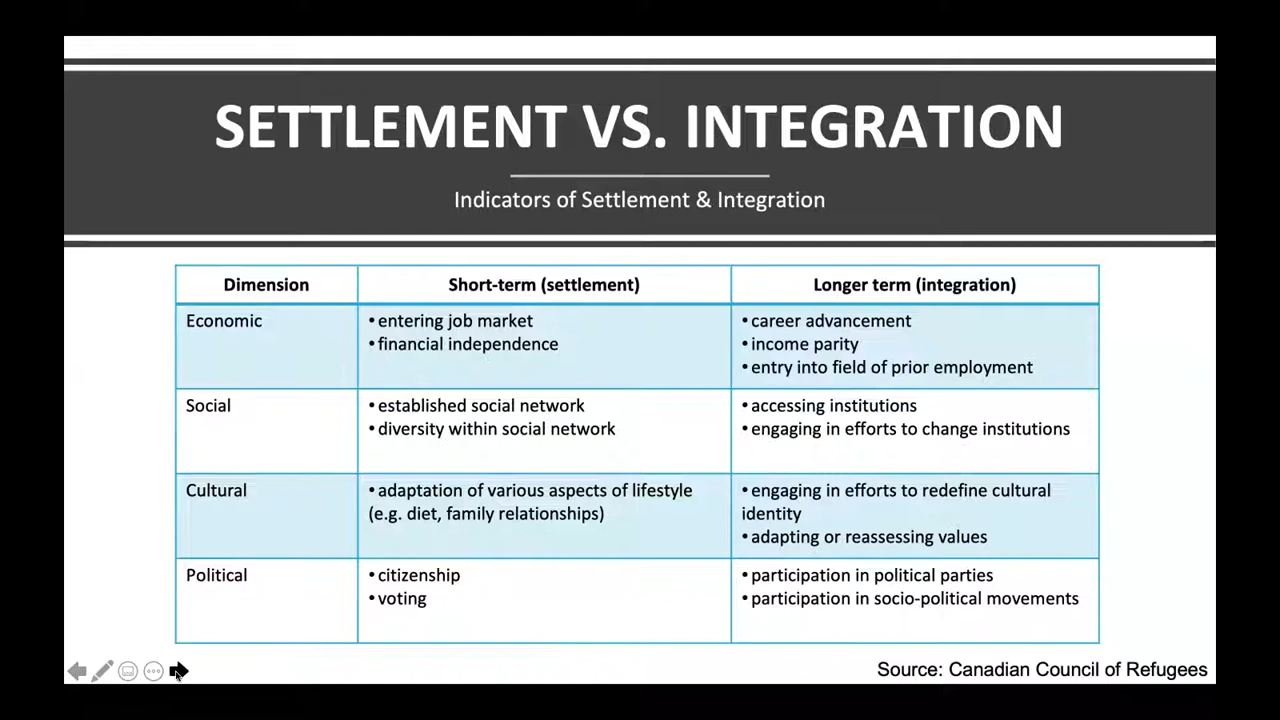 SETTLEMENT VS. INTEGRATION
Indicators of Settlement & Integration
Dimension
Short-term (settlement)
Longer term (integration)
Economic
• entering job market
• financial independence
• career advancement
• income parity
• entry into field of prior employment
Social
• established social network
• diversity within social network
• accessing institutions
• engaging in efforts to change institutions
Cultural
• adaptation of various aspects of lifestyle
(e.g. diet, family relationships)
• engaging in efforts to redefine cultural
identity
• adapting or reassessing values
Political
• citizenship
• voting
• participation in political parties
• participation in socio-political movements
Source: Canadian Council of Refugees